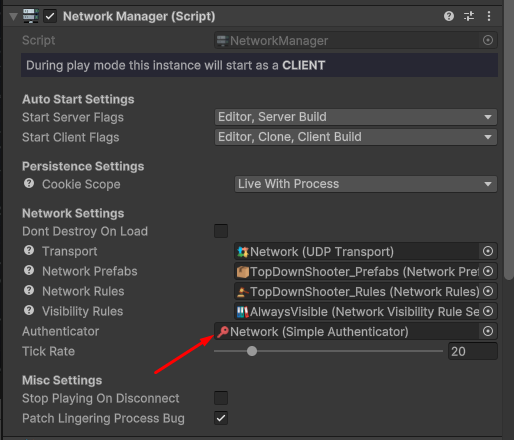 Network Manager (Script)
Script NetworkManager
During play mode this instance will start as a CLIENT
Auto Start Settings
Start Server Flags Editor, Server Build
Start Client Flags Editor, Clone, Client Build
Persistence Settings
Cookie Scope Live With Process
Network Settings
Dont Destroy On Load
Transport Network (UDP Transport)
Network Prefabs TopDownShooter_Prefabs (Network Pref
Network Rules TopDownShooter_Rules (Network Rules)
Visibility Rules AlwaysVisible (Network Visibility Rule Se
Authenticator Network (Simple Authenticator)
Tick Rate 20
Misc Settings
Stop Playing On Disconnect
Patch Lingering Process Bug